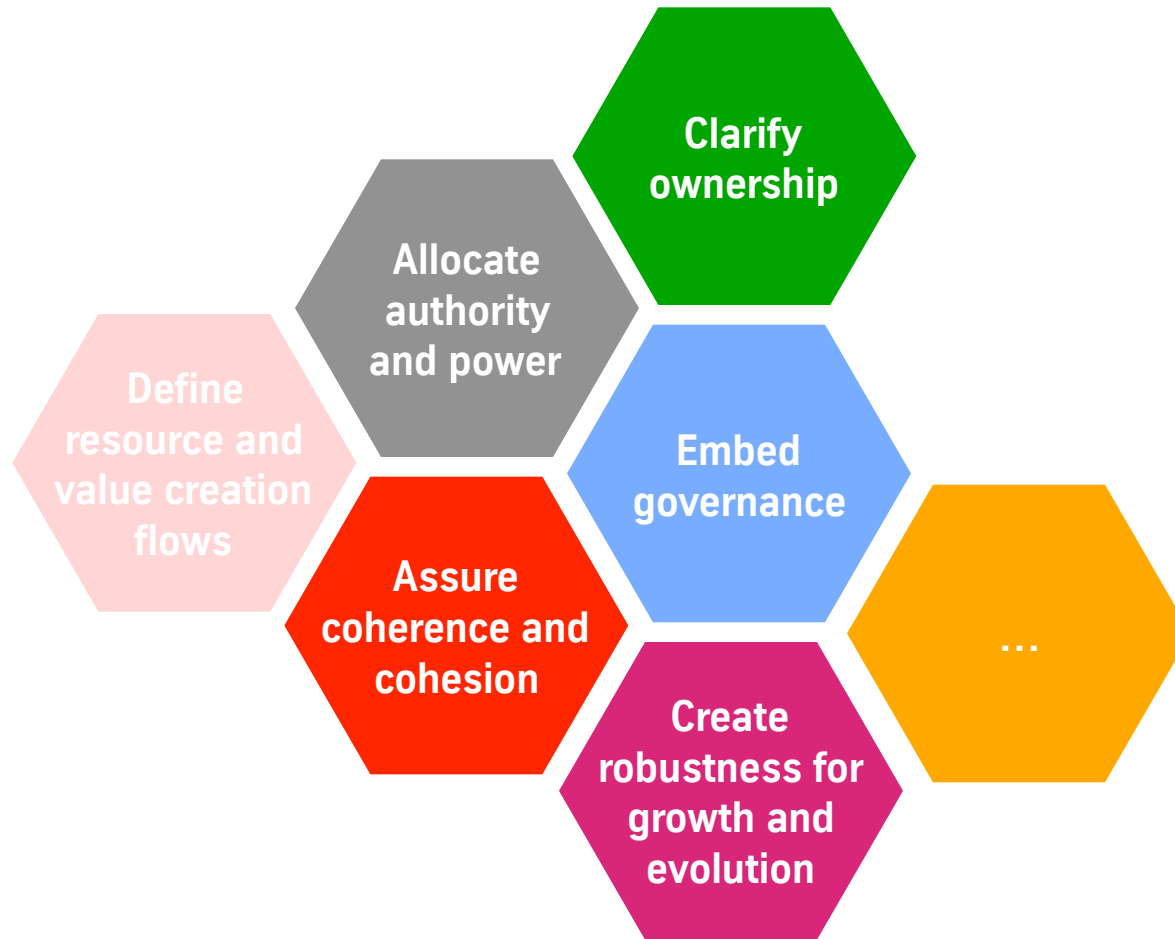 Clarify
ownership
Allocate
authority
and power
Define
resource and
value creation
flows
Embed
governance
Assure
coherence and
cohesion
...
Create
robustness for
growth and
evolution